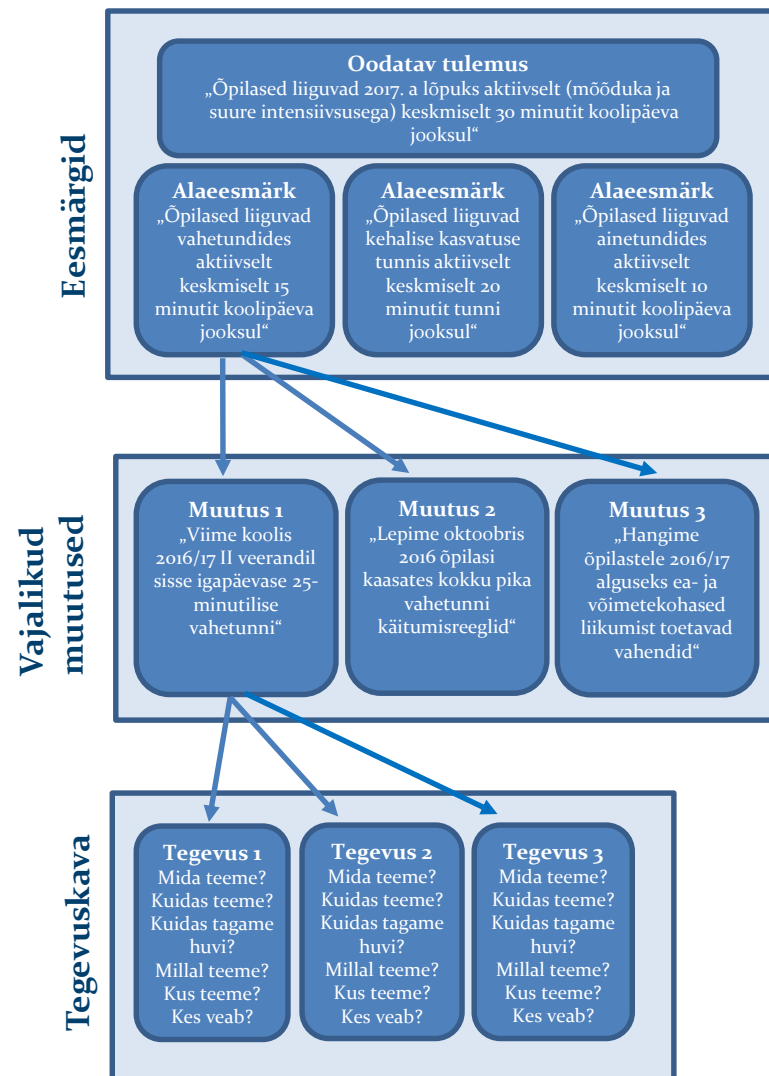 Eesmärgid
Oodatav tulemus
„Õpilased liiguvad 2017. a lõpuks aktiivselt (mõõduka ja
suure intensiivsusega) keskmiselt 30 minutit koolipäeva
jooksul“
Alaeesmärk
„Õpilased liiguvad
vahetundides
aktiivselt
keskmiselt 15
minutit koolipäeva
jooksul“
Alaeesmärk
„Õpilased liiguvad
kehalise kasvatuse
tunnis aktiivselt
keskmiselt 20
minutit tunni
jooksul“
Alaeesmärk
„Õpilased liiguvad
ainetundides
aktiivselt
keskmiselt 10
minutit koolipäeva
jooksul“
Vajalikud
muutused
Muutus 1
„Viime koolis
2016/17 II veerandil
sisse igapäevase 25-
minutilise
vahetunni“
Muutus 2
„Lepime oktoobris
2016 õpilasi
kaasates kokku pika
vahetunni
käitumisreeglid“
Muutus 3
„Hangime
õpilastele 2016/17
alguseks ea- ja
võimetekohased
liikumist toetavad
vahendid“
Tegevuskava
Tegevus 1
Mida teeme?
Kuidas teeme?
Kuidas tagame
huvi?
Millal teeme?
Kus teeme?
Kes veab?
Tegevus 2
Mida teeme?
Kuidas teeme?
Kuidas tagame
huvi?
Millal teeme?
Kus teeme?
Kes veab?
Tegevus 3
Mida teeme?
Kuidas teeme?
Kuidas tagame
huvi?
Millal teeme?
Kus teeme?
Kes veab?